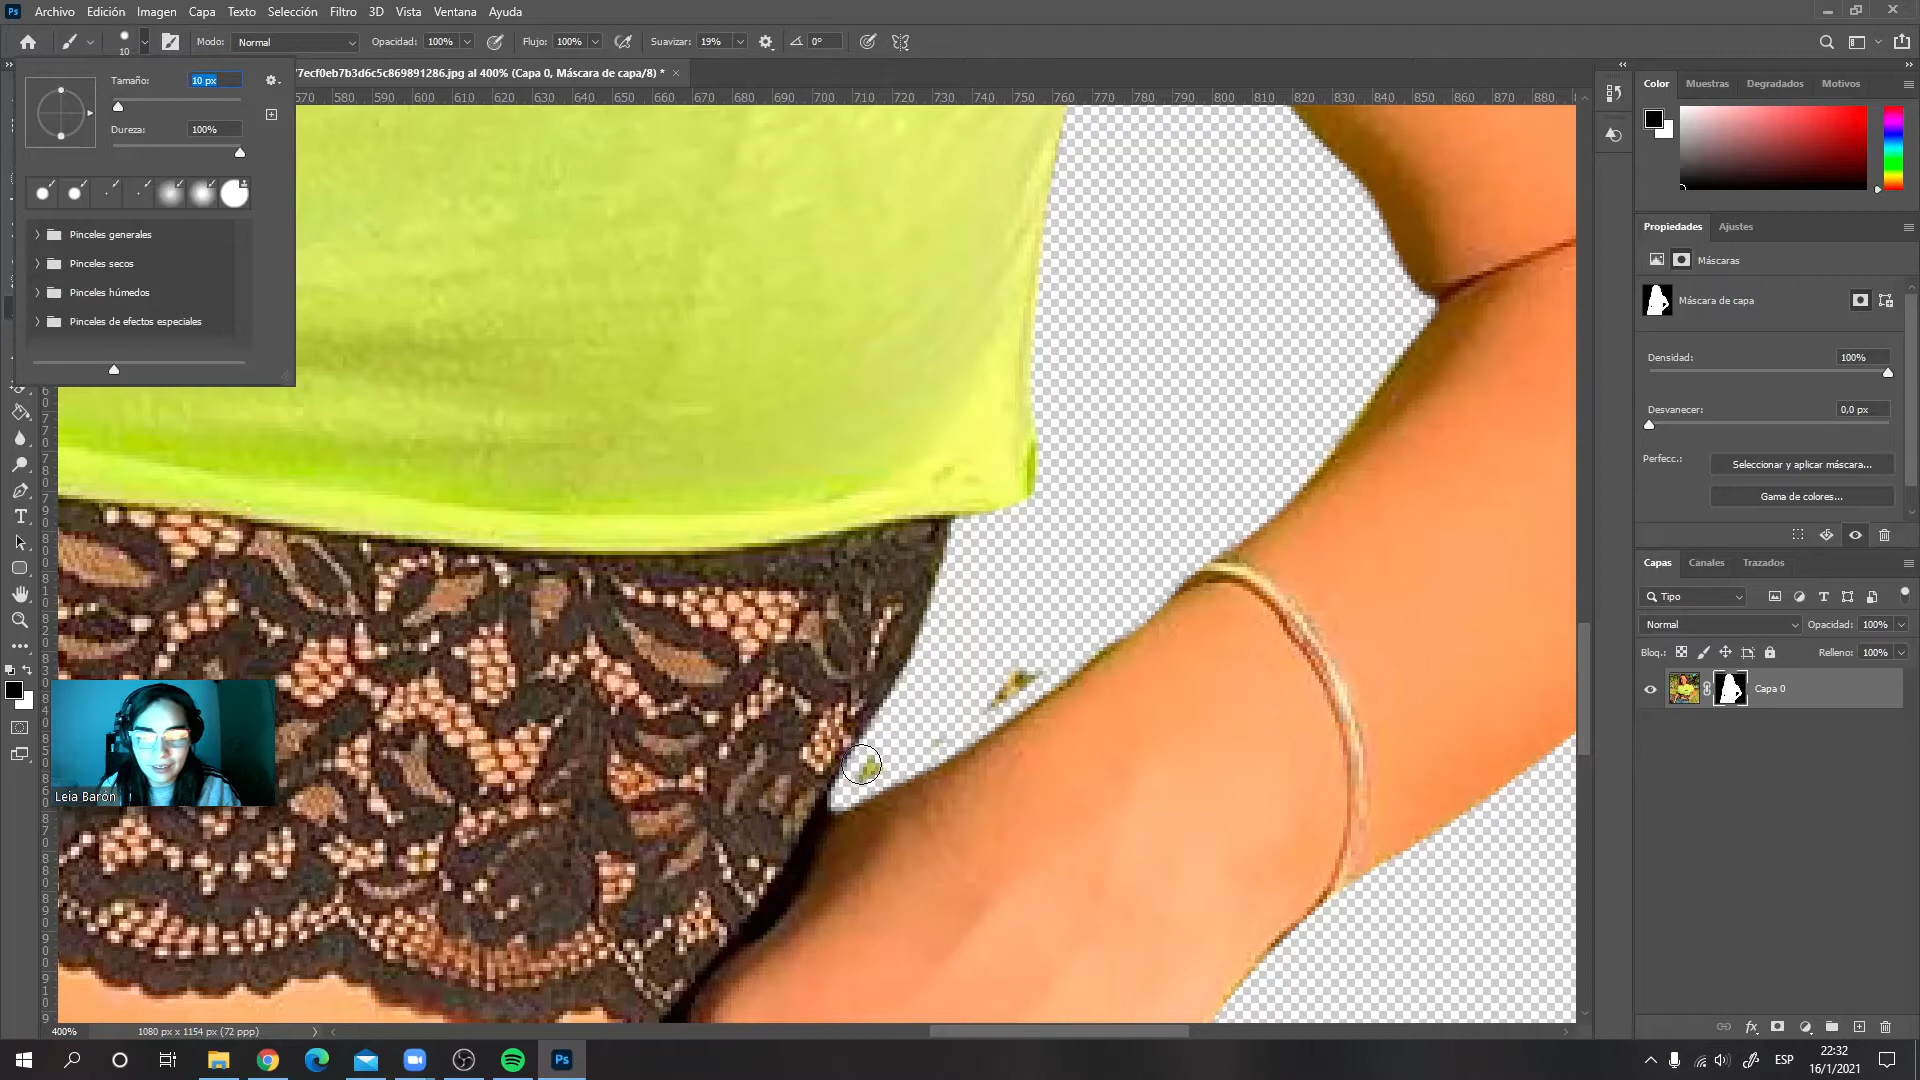 Archivo Edición Imagen Capa Texto Selección Filtro 3D Vista Ventana Ayuda
10 Modo: Normal Opacidad: 100% Flujo: 100% Suavizar: 19% 0°
7ecf0eb7b3d6c5c869891286.jpg al 400% (Capa 0, Máscara de capa/8) *
570 580 590 600 610 620 630 640 650 660 670 680 690 700 710 720 730 740 750 760 770 780 790 800 810 820 830 840 850 860 870 880
Tamaño: 10 px
Dureza: 100%
Pinceles generales
Pinceles secos
Pinceles húmedos
Pinceles de efectos especiales
Leia Barón
Color Muestras Degradados Motivos
Propiedades Ajustes
Máscaras
Máscara de capa
Densidad: 100%
Desvanecer: 0,0 px
Perfecc.: Seleccionar y aplicar máscara...
Gama de colores...
Capas Canales Trazados
Tipo
Normal Opacidad: 100%
Bloq.: Relleno: 100%
Capa 0
400% 1080 px x 1154 px (72 ppp)
ESP
22:32
16/1/2021